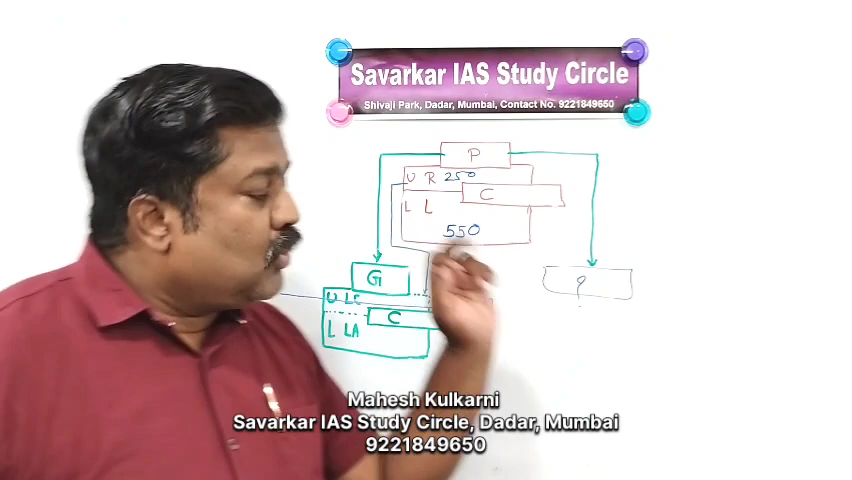 Savarkar IAS Study Circle
Shivaji Park, Dadar, Mumbai, Contact No. 9221849650
P
U R 250
C
L L
550
G
U LC
C
L LA
Mahesh Kulkarni
Savarkar IAS Study Circle, Dadar, Mumbai
9221849650